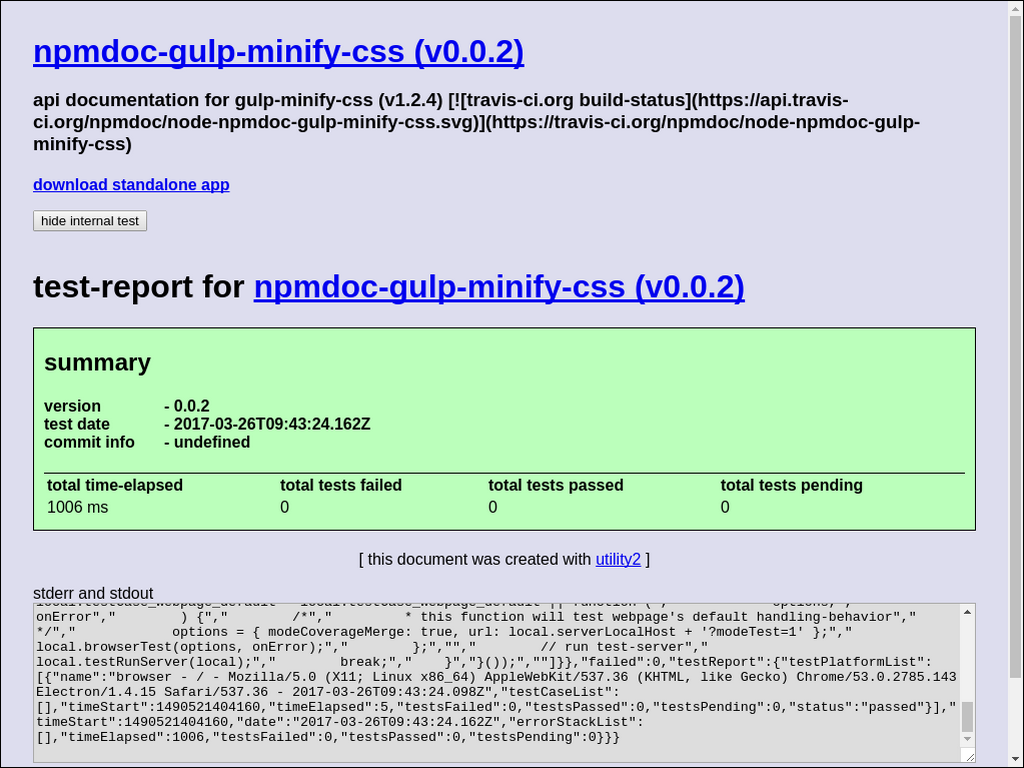 npmdoc-gulp-minify-css (v0.0.2)
api documentation for gulp-minify-css (v1.2.4) [![travis-ci.org build-status](https://api.travis-
ci.org/npmdoc/node-npmdoc-gulp-minify-css.svg)](https://travis-ci.org/npmdoc/node-npmdoc-gulp-
minify-css)
download standalone app
hide internal test
test-report for npmdoc-gulp-minify-css (v0.0.2)
summary
version - 0.0.2
test date - 2017-03-26T09:43:24.162Z
commit info - undefined
total time-elapsed total tests failed total tests passed total tests pending
1006 ms 0 0 0
[ this document was created with utility2 ]
stderr and stdout
onError","        ) {","        /*","         * this function will test webpage's default handling-behavior","
*/","            options = { modeCoverageMerge: true, url: local.serverLocalHost + '?modeTest=1' };","
local.browserTest(options, onError);","        };","","        // run test-server","
local.testRunServer(local);","        break;","    }","}());",""]}},"failed":0,"testReport":{"testPlatformList":
[{"name":"browser - / - Mozilla/5.0 (X11; Linux x86_64) AppleWebKit/537.36 (KHTML, like Gecko) Chrome/53.0.2785.143
Electron/1.4.15 Safari/537.36 - 2017-03-26T09:43:24.098Z","testCaseList":
[],"timeStart":1490521404160,"timeElapsed":5,"testsFailed":0,"testsPassed":0,"testsPending":0,"status":"passed"}],"
timeStart":1490521404160,"date":"2017-03-26T09:43:24.162Z","errorStackList":
[],"timeElapsed":1006,"testsFailed":0,"testsPassed":0,"testsPending":0}}}